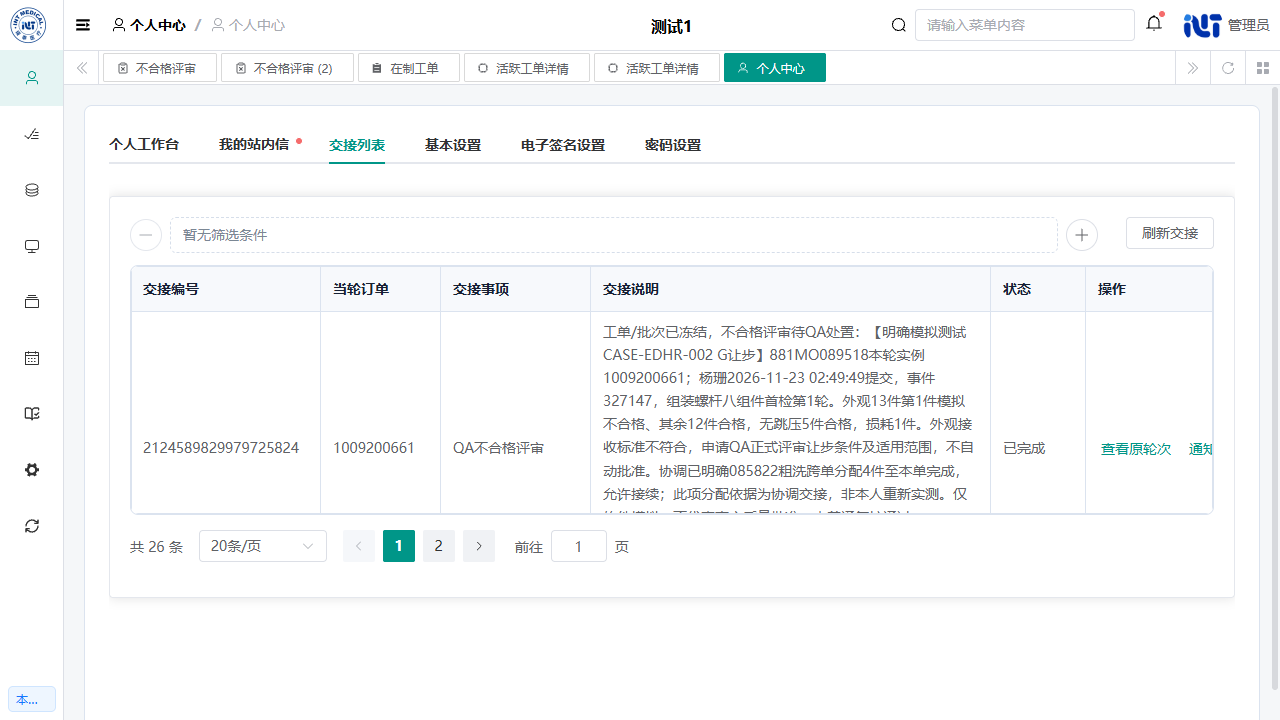 个人中心 / 个人中心
测试1
请输入菜单内容
管理员
不合格评审
不合格评审 (2)
在制工单
活跃工单详情
活跃工单详情
个人中心
个人工作台
我的站内信
交接列表
基本设置
电子签名设置
密码设置
暂无筛选条件
刷新交接
交接编号
当轮订单
交接事项
交接说明
状态
操作
2124589829979725824
1009200661
QA不合格评审
工单/批次已冻结，不合格评审待QA处置：【明确模拟测试
CASE-EDHR-002 G让步】881MO089518本轮实例
1009200661；杨珊2026-11-23 02:49:49提交，事件
327147，组装螺杆八组件首检第1轮。外观13件第1件模拟
不合格、其余12件合格，无跳压5件合格，损耗1件。外观接
收标准不符合，申请QA正式评审让步条件及适用范围，不自
动批准。协调已明确085822粗洗跨单分配4件至本单完成，
允许接续；此项分配依据为协调交接，非本人重新实测。仅
已完成
查看原轮次
通知
共 26 条
20条/页
1
2
前往
1
页
本...